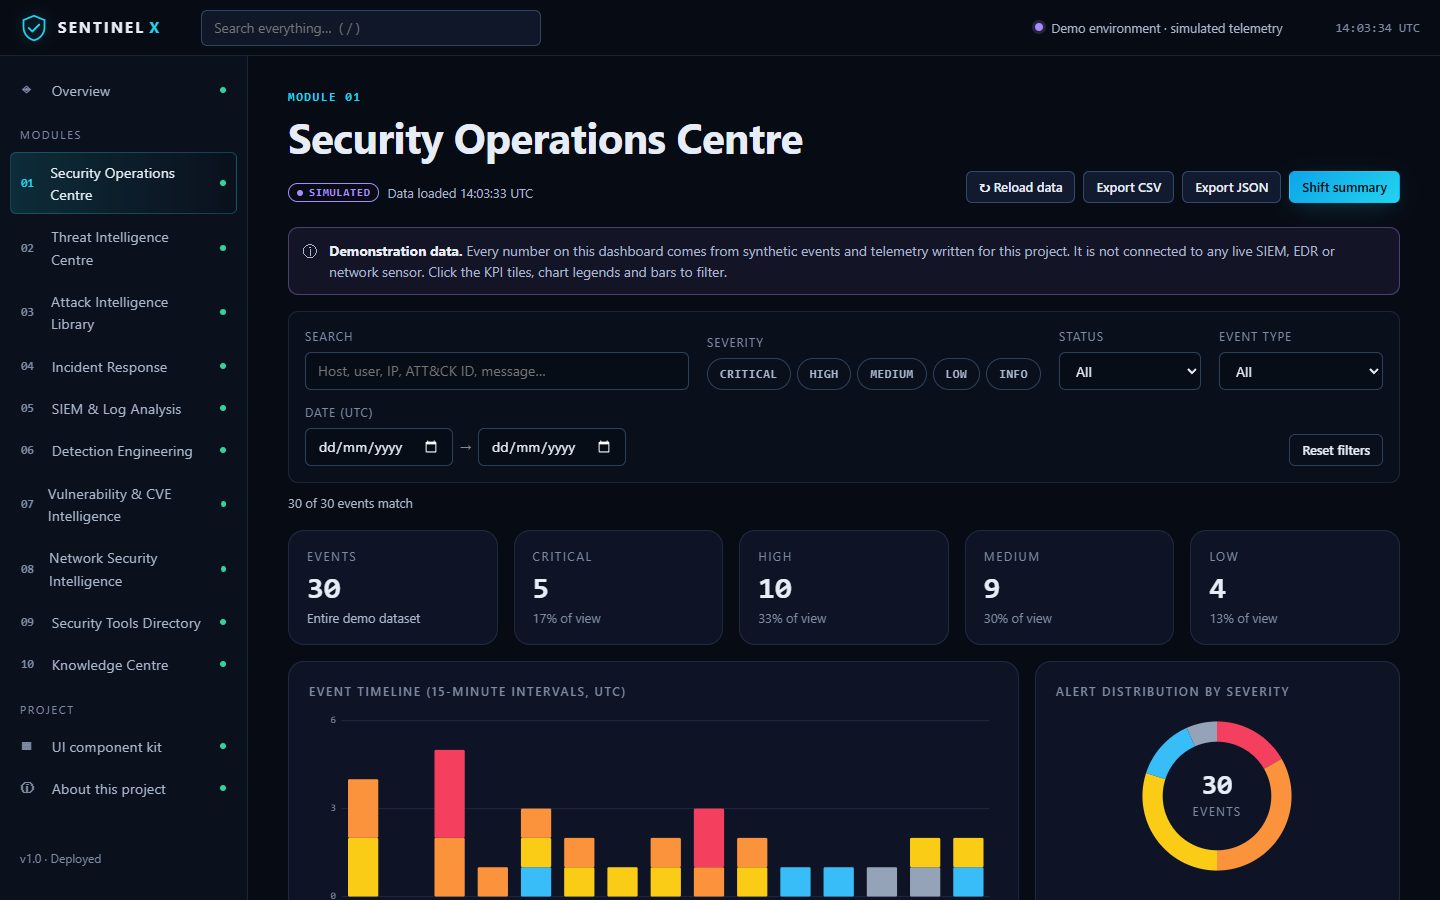 SENTINEL X
Search everything... ( / )
Demo environment · simulated telemetry
14:03:34 UTC
Overview
MODULES
01 Security Operations
Centre
02 Threat Intelligence
Centre
03 Attack Intelligence
Library
04 Incident Response
05 SIEM & Log Analysis
06 Detection Engineering
07 Vulnerability & CVE
Intelligence
08 Network Security
Intelligence
09 Security Tools Directory
10 Knowledge Centre
PROJECT
UI component kit
About this project
v1.0 · Deployed
MODULE 01
Security Operations Centre
SIMULATED
Data loaded 14:03:33 UTC
↻ Reload data
Export CSV
Export JSON
Shift summary
Demonstration data. Every number on this dashboard comes from synthetic events and telemetry written for this project. It is not connected to any live SIEM, EDR or
network sensor. Click the KPI tiles, chart legends and bars to filter.
SEARCH
Host, user, IP, ATT&CK ID, message...
SEVERITY
CRITICAL
HIGH
MEDIUM
LOW
INFO
STATUS
All
EVENT TYPE
All
DATE (UTC)
dd/mm/yyyy → dd/mm/yyyy
Reset filters
30 of 30 events match
EVENTS
30
Entire demo dataset
CRITICAL
5
17% of view
HIGH
10
33% of view
MEDIUM
9
30% of view
LOW
4
13% of view
EVENT TIMELINE (15-MINUTE INTERVALS, UTC)
6
3
0
ALERT DISTRIBUTION BY SEVERITY
30
EVENTS